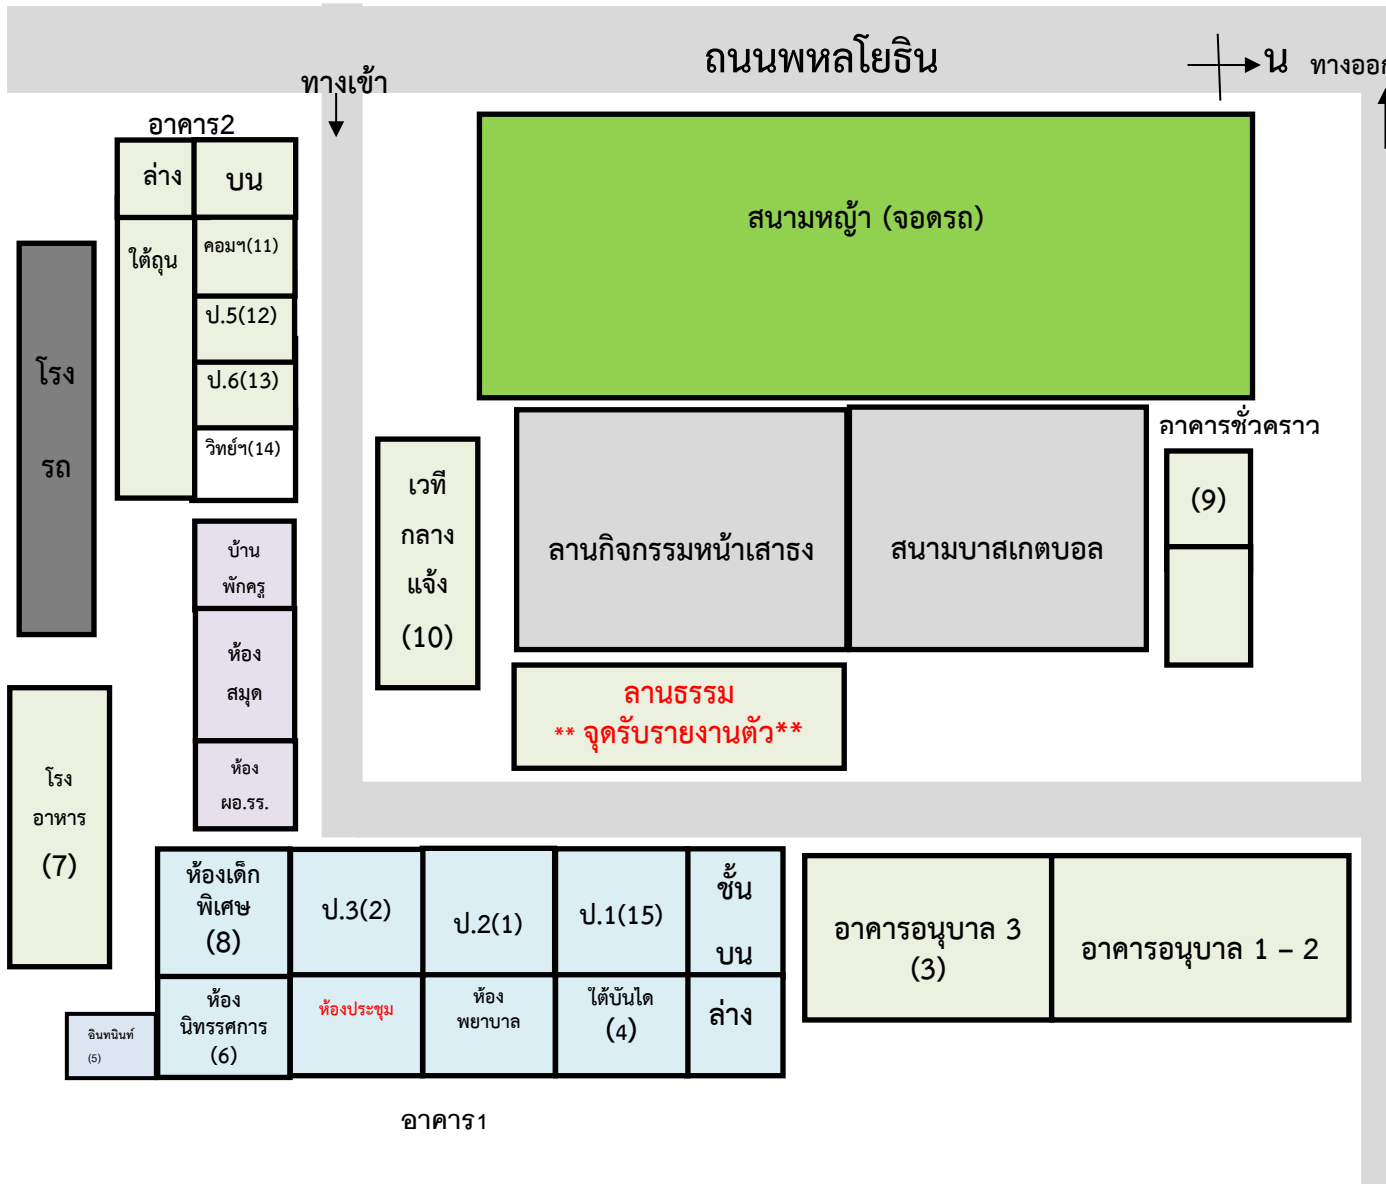 ถนนพหลโยธิน
น
ทางออก
ทางเข้า
อาคาร2
ล่าง
บน
ใต้ถุน
คอมฯ(11)
ป.5(12)
ป.6(13)
วิทย์ฯ(14)
โรง
รถ
สนามหญ้า (จอดรถ)
อาคารชั่วคราว
(9)
เวที
กลาง
แจ้ง
(10)
ลานกิจกรรมหน้าเสาธง
สนามบาสเกตบอล
ลานธรรม
** จุดรับรายงานตัว**
บ้าน
พักครู
ห้อง
สมุด
ห้อง
ผอ.รร.
โรง
อาหาร
(7)
ห้องเด็ก
พิเศษ
(8)
ป.3(2)
ป.2(1)
ป.1(15)
ชั้น
บน
อาคารอนุบาล 3
(3)
อาคารอนุบาล 1 – 2
อินทนินท์
(5)
ห้อง
นิทรรศการ
(6)
ห้องประชุม
ห้อง
พยาบาล
ใต้บันได
(4)
ล่าง
อาคาร1